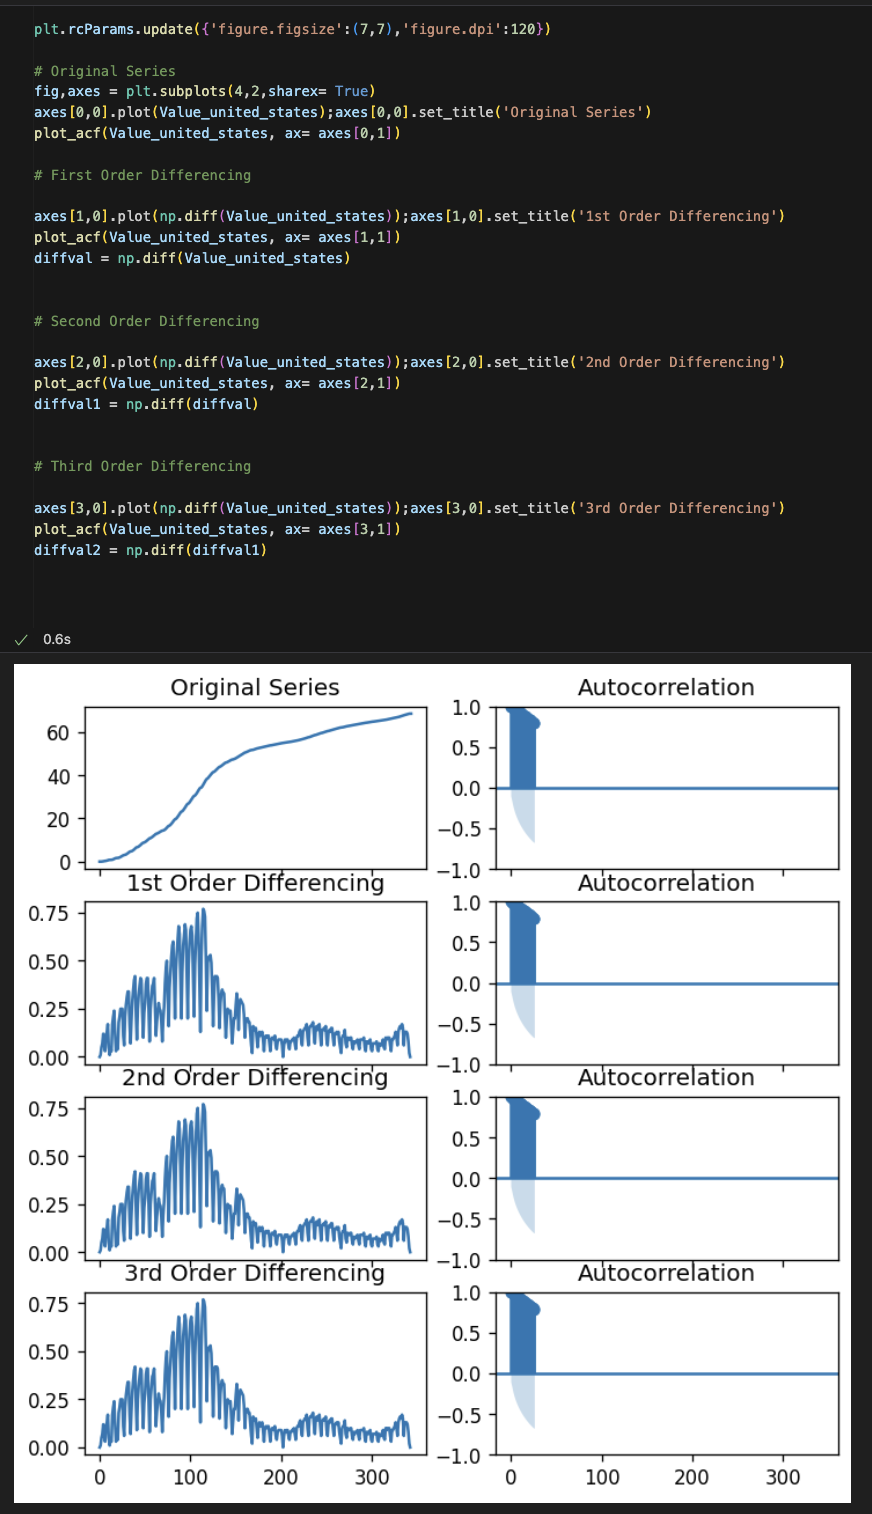 plt.rcParams.update({'figure.figsize':(7,7),'figure.dpi':120})
# Original Series
fig,axes = plt.subplots(4,2,sharex= True)
axes[0,0].plot(Value_united_states);axes[0,0].set_title('Original Series')
plot_acf(Value_united_states, ax= axes[0,1])
# First Order Differencing
axes[1,0].plot(np.diff(Value_united_states));axes[1,0].set_title('1st Order Differencing')
plot_acf(Value_united_states, ax= axes[1,1])
diffval = np.diff(Value_united_states)
# Second Order Differencing
axes[2,0].plot(np.diff(Value_united_states));axes[2,0].set_title('2nd Order Differencing')
plot_acf(Value_united_states, ax= axes[2,1])
diffval1 = np.diff(diffval)
# Third Order Differencing
axes[3,0].plot(np.diff(Value_united_states));axes[3,0].set_title('3rd Order Differencing')
plot_acf(Value_united_states, ax= axes[3,1])
diffval2 = np.diff(diffval1)
0.6s
Original Series
60
40
20
0
Autocorrelation
1.0
0.5
0.0
−0.5
−1.0
1st Order Differencing
0.75
0.50
0.25
0.00
Autocorrelation
1.0
0.5
0.0
−0.5
−1.0
2nd Order Differencing
0.75
0.50
0.25
0.00
Autocorrelation
1.0
0.5
0.0
−0.5
−1.0
3rd Order Differencing
0.75
0.50
0.25
0.00
0 100 200 300
Autocorrelation
1.0
0.5
0.0
−0.5
−1.0
0 100 200 300